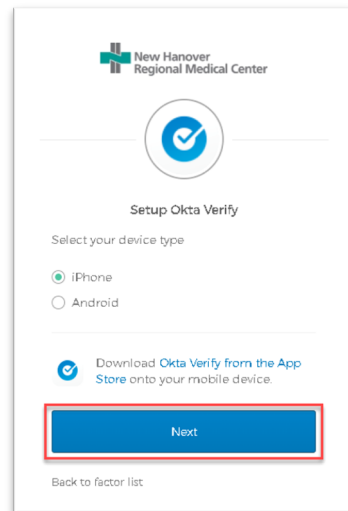 New Hanover
Regional Medical Center
Setup Okta Verify
Select your device type
iPhone
Android
Download Okta Verify from the App
Store onto your mobile device.
Next
Back to factor list